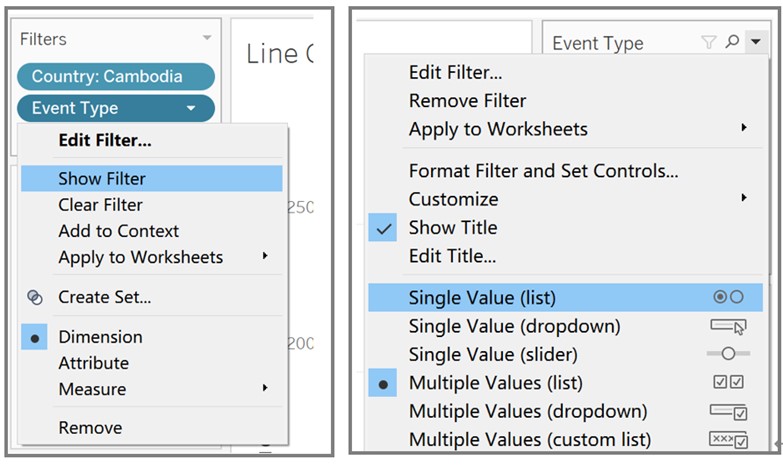 Filters
Country: Cambodia
Event Type
Edit Filter...
Show Filter
Clear Filter
Add to Context
Apply to Worksheets
Create Set...
Dimension
Attribute
Measure
Remove
Line
250
200
Event Type
Edit Filter...
Remove Filter
Apply to Worksheets
Format Filter and Set Controls...
Customize
Show Title
Edit Title...
Single Value (list)
Single Value (dropdown)
Single Value (slider)
Multiple Values (list)
Multiple Values (dropdown)
Multiple Values (custom list)